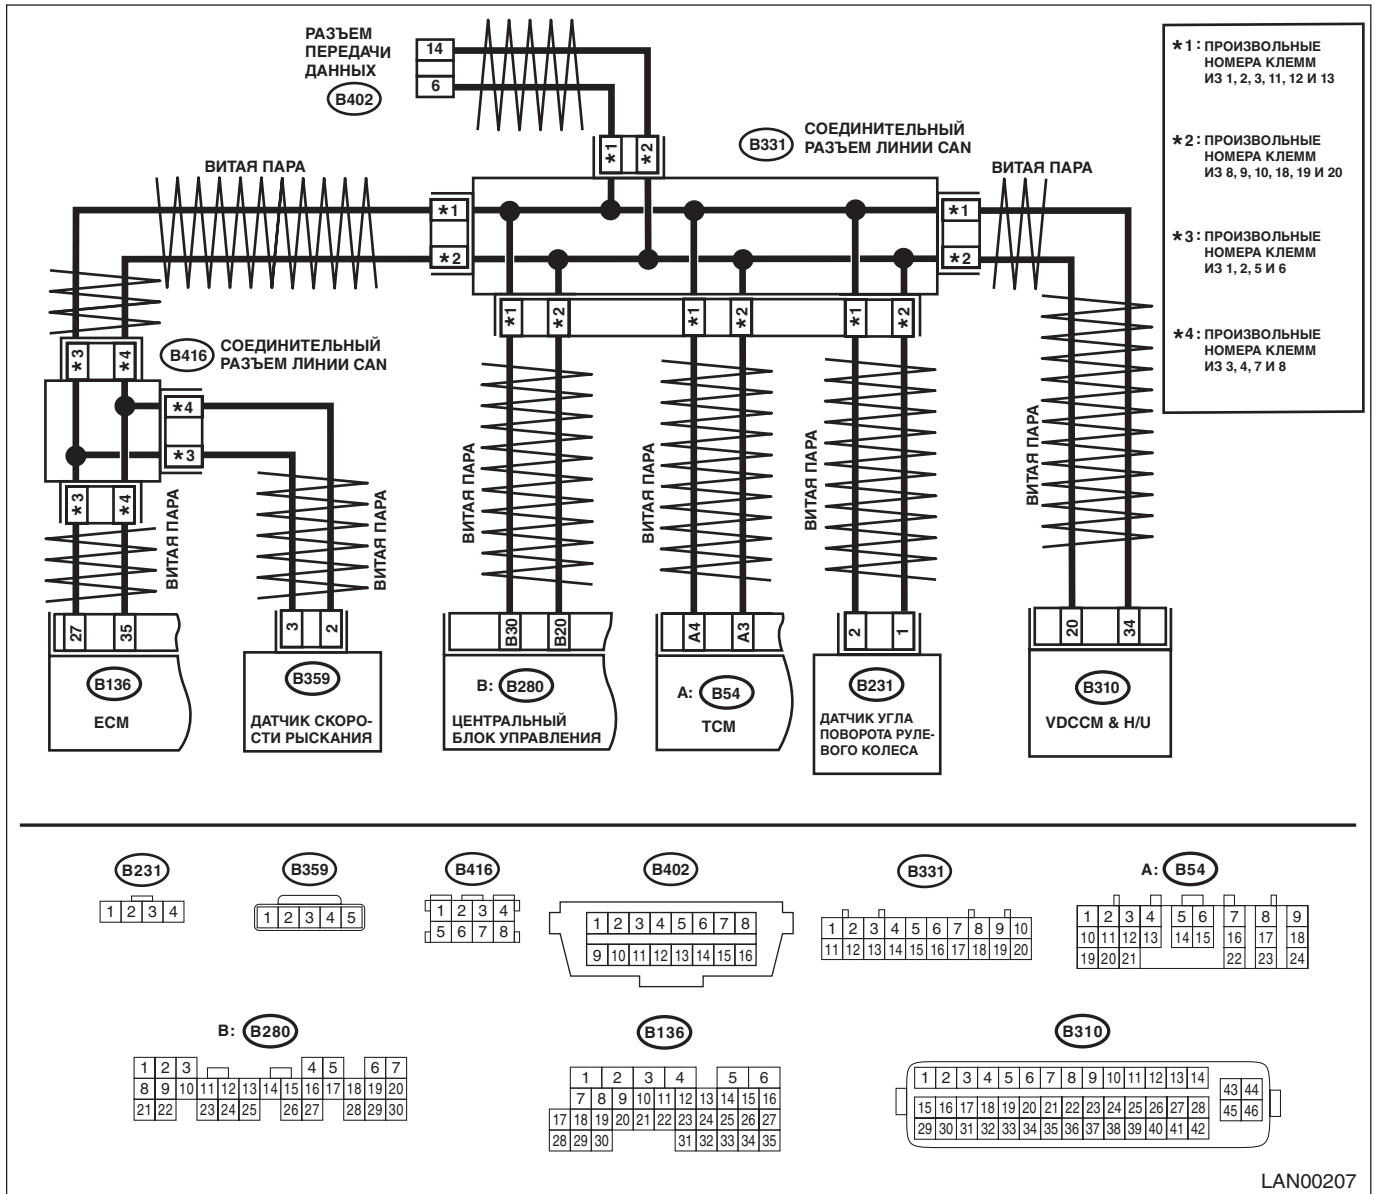 РАЗЪЕМ
ПЕРЕДАЧИ
ДАННЫХ
B402
14
6
*1
*2
B331
СОЕДИНИТЕЛЬНЫЙ
РАЗЪЕМ ЛИНИИ CAN
*1: ПРОИЗВОЛЬНЫЕ
НОМЕРА КЛЕММ
ИЗ 1, 2, 3, 11, 12 И 13
*2: ПРОИЗВОЛЬНЫЕ
НОМЕРА КЛЕММ
ИЗ 8, 9, 10, 18, 19 И 20
*3: ПРОИЗВОЛЬНЫЕ
НОМЕРА КЛЕММ
ИЗ 1, 2, 5 И 6
*4: ПРОИЗВОЛЬНЫЕ
НОМЕРА КЛЕММ
ИЗ 3, 4, 7 И 8
ВИТАЯ ПАРА
ВИТАЯ ПАРА
*1
*2
*1
*2
*1
*2
*1
*2
*1
*2
*3
*4
B416
СОЕДИНИТЕЛЬНЫЙ
РАЗЪЕМ ЛИНИИ CAN
*4
*3
*3
*4
ВИТАЯ ПАРА
ВИТАЯ ПАРА
ВИТАЯ ПАРА
ВИТАЯ ПАРА
ВИТАЯ ПАРА
ВИТАЯ ПАРА
27
35
B136
ECM
3
2
B359
ДАТЧИК СКОРО-
СТИ РЫСКАНИЯ
B30
B20
B: B280
ЦЕНТРАЛЬНЫЙ
БЛОК УПРАВЛЕНИЯ
A4
A3
A: B54
TCM
2
1
B231
ДАТЧИК УГЛА
ПОВОРОТА РУЛЕ-
ВОГО КОЛЕСА
20
34
B310
VDCCM & H/U
B231
1 2 3 4
B359
1 2 3 4 5
B416
1 2 3 4
5 6 7 8
B402
1 2 3 4 5 6 7 8
9 10 11 12 13 14 15 16
B331
1 2 3 4 5 6 7 8 9 10
11 12 13 14 15 16 17 18 19 20
A: B54
1 2 3 4 5 6 7 8 9
10 11 12 13 14 15 16 17 18
19 20 21 22 23 24
B: B280
1 2 3 4 5 6 7
8 9 10 11 12 13 14 15 16 17 18 19 20
21 22 23 24 25 26 27 28 29 30
B136
1 2 3 4 5 6
7 8 9 10 11 12 13 14 15 16
17 18 19 20 21 22 23 24 25 26 27
28 29 30 31 32 33 34 35
B310
1 2 3 4 5 6 7 8 9 10 11 12 13 14
15 16 17 18 19 20 21 22 23 24 25 26 27 28
29 30 31 32 33 34 35 36 37 38 39 40 41 42
43 44
45 46
LAN00207